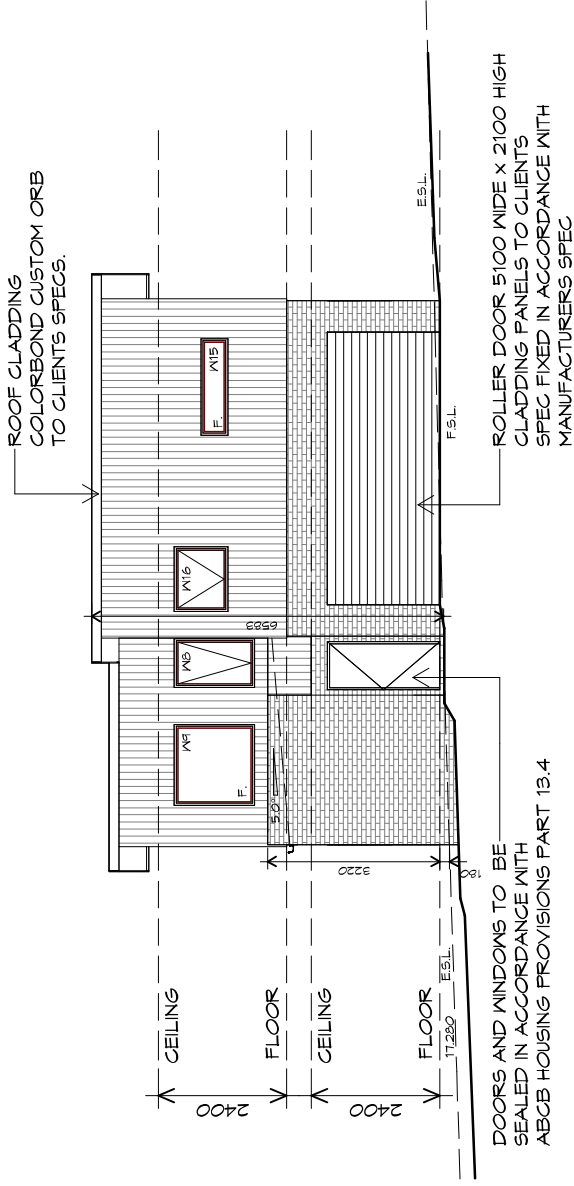 ROOF CLADDING
COLORBOND CUSTOM ORB
TO CLIENTS SPECS.
CEILING
FLOOR
CEILING
FLOOR
2400
2400
17.280
E.S.L.
W9
F.
W8
W16
W15
F.
5.0°
6583
3220
180
F.S.L.
E.S.L.
DOORS AND WINDOWS TO BE
SEALED IN ACCORDANCE WITH
ABCB HOUSING PROVISIONS PART 13.4
ROLLER DOOR 5100 WIDE x 2100 HIGH
CLADDING PANELS TO CLIENTS
SPEC FIXED IN ACCORDANCE WITH
MANUFACTURERS SPEC